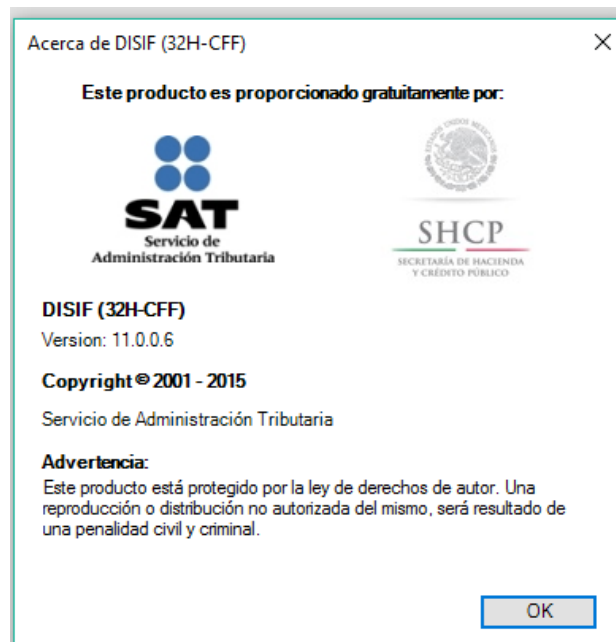 Acerca de DISIF (32H-CFF)
Este producto es proporcionado gratuitamente por:
SAT
Servicio de
Administración Tributaria
ESTADOS UNIDOS MEXICANOS
SHCP
SECRETARÍA DE HACIENDA
Y CRÉDITO PÚBLICO
DISIF (32H-CFF)
Version: 11.0.0.6
Copyright © 2001 - 2015
Servicio de Administración Tributaria
Advertencia:
Este producto está protegido por la ley de derechos de autor. Una
reproducción o distribución no autorizada del mismo, será resultado de
una penalidad civil y criminal.
OK